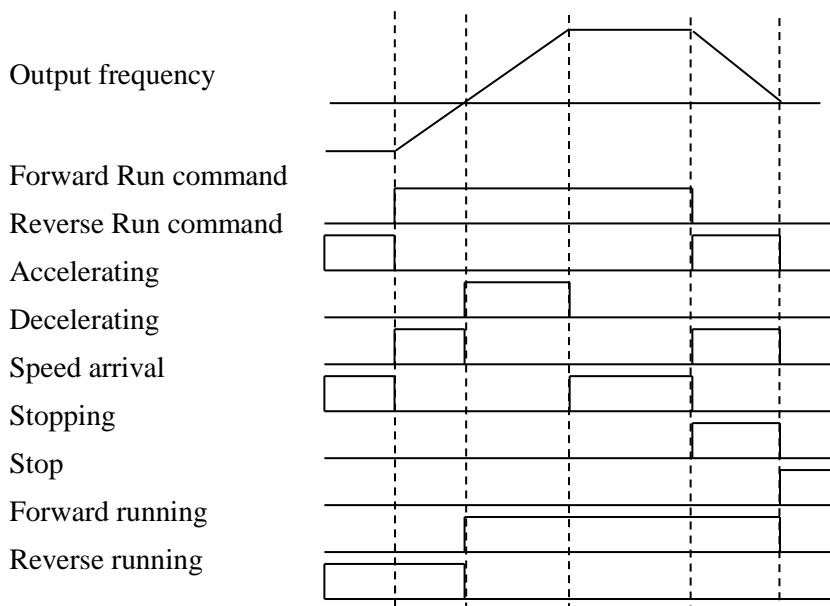 Output frequency
Forward Run command
Reverse Run command
Accelerating
Decelerating
Speed arrival
Stopping
Stop
Forward running
Reverse running